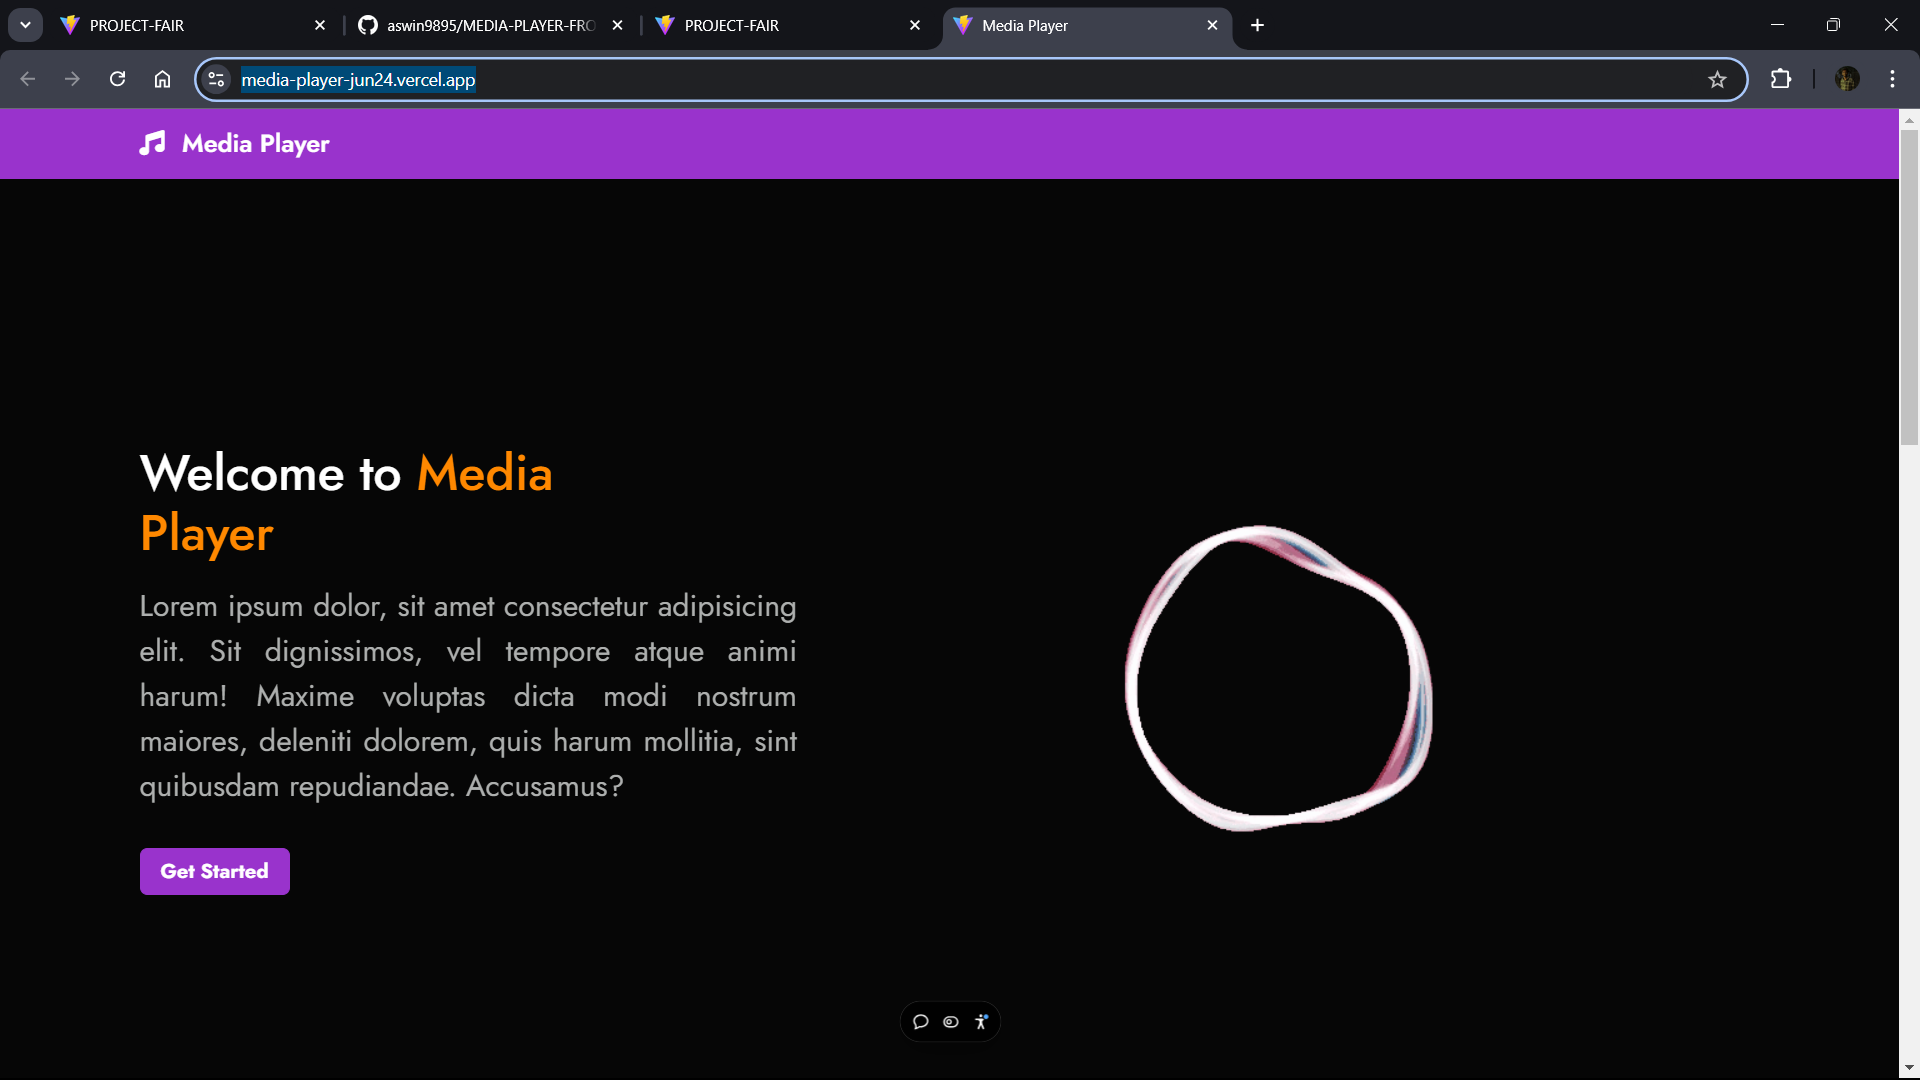 PROJECT-FAIR
aswin9895/MEDIA-PLAYER-FRO
PROJECT-FAIR
Media Player
media-player-jun24.vercel.app
Media Player
Welcome to Media
Player
Lorem ipsum dolor, sit amet consectetur adipisicing
elit. Sit dignissimos, vel tempore atque animi
harum! Maxime voluptas dicta modi nostrum
maiores, deleniti dolorem, quis harum mollitia, sint
quibusdam repudiandae. Accusamus?
Get Started